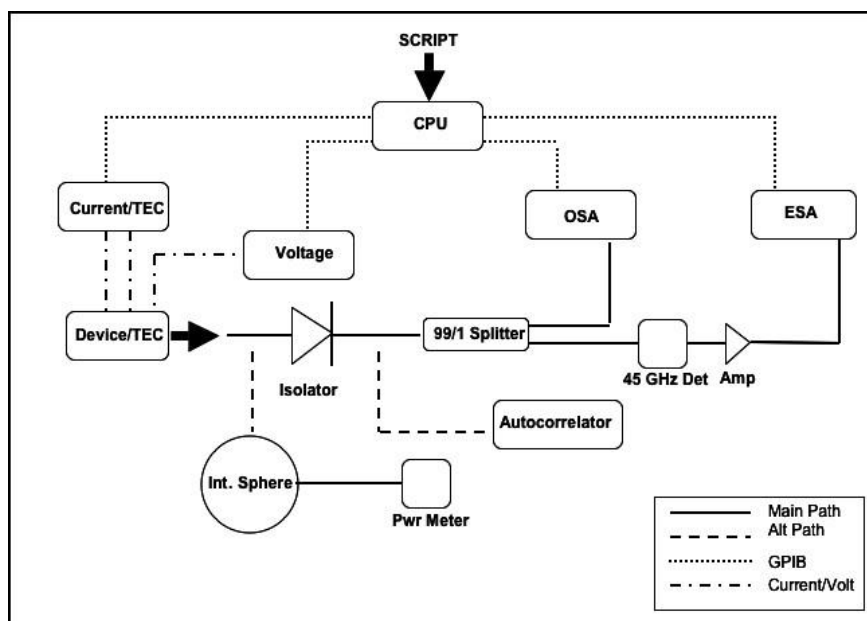 SCRIPT
CPU
Current/TEC
OSA
ESA
Voltage
Device/TEC
99/1 Splitter
Isolator
45 GHz Det
Amp
Autocorrelator
Int. Sphere
Pwr Meter
Main Path
Alt Path
GPIB
Current/Volt